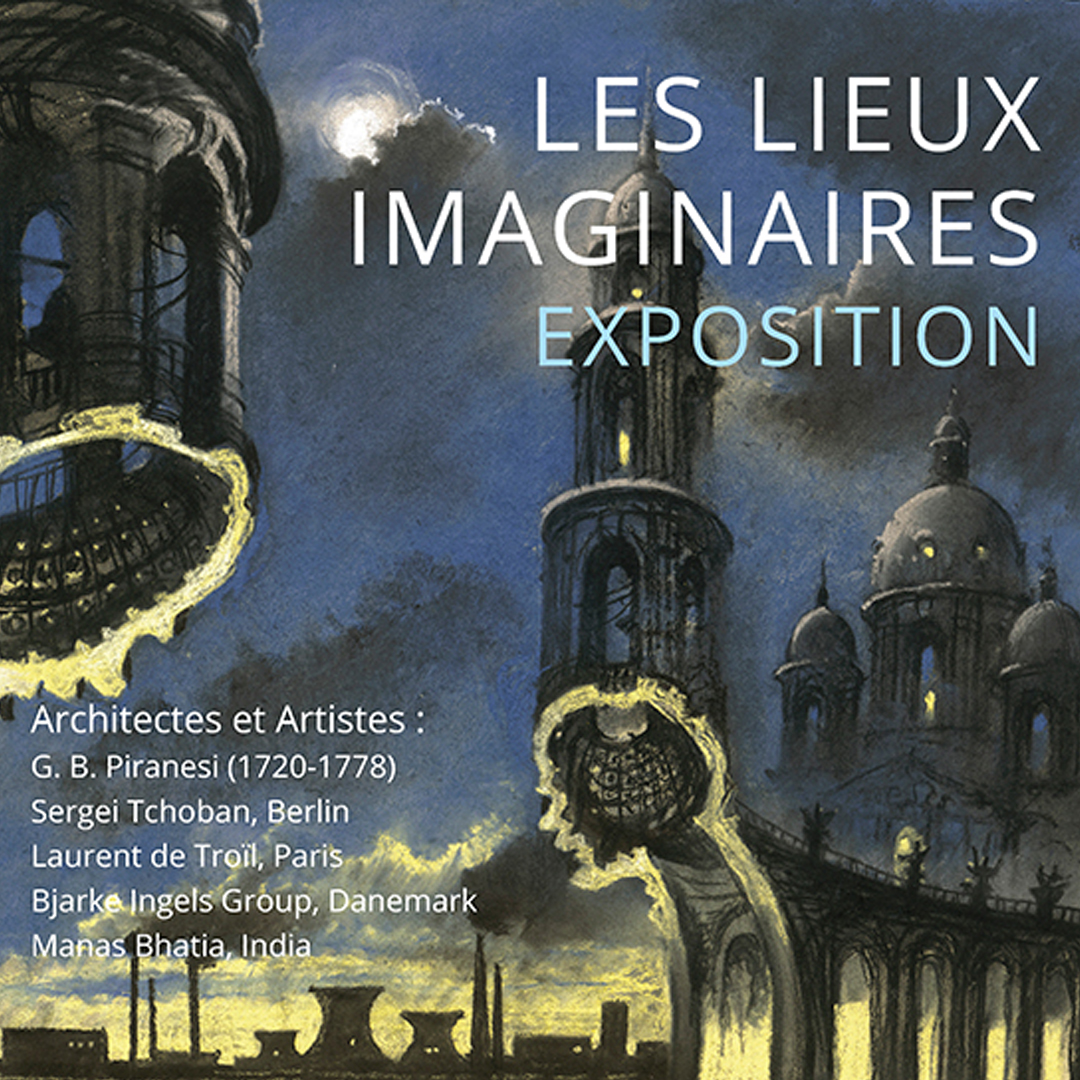 LES LIEUX
IMAGINAIRES
EXPOSITION
Architectes et Artistes :
G. B. Piranesi (1720-1778)
Sergei Tchoban, Berlin
Laurent de Troïl, Paris
Bjarke Ingels Group, Danemark
Manas Bhatia, India